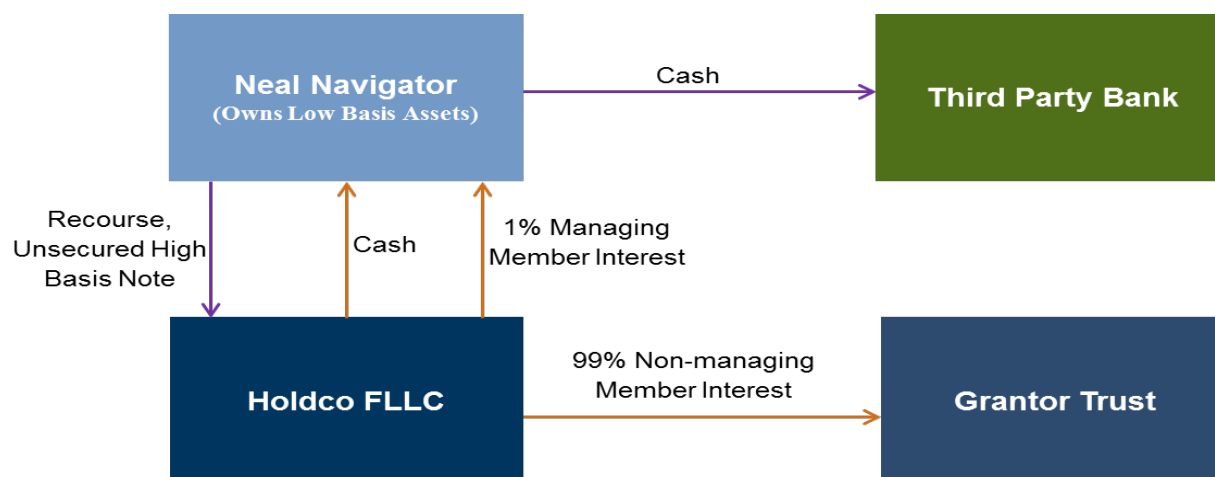 Neal Navigator
(Owns Low Basis Assets)
Cash
Third Party Bank
Recourse,
Unsecured High
Basis Note
Cash
1% Managing
Member Interest
Holdco FLLC
99% Non-managing
Member Interest
Grantor Trust